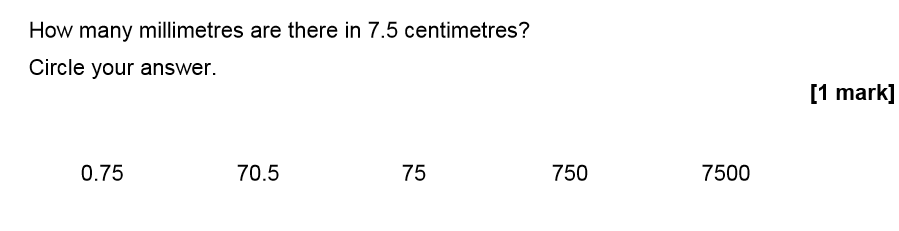 How many millimetres are there in 7.5 centimetres?
Circle your answer.
[1 mark]
0.75 70.5 75 750 7500